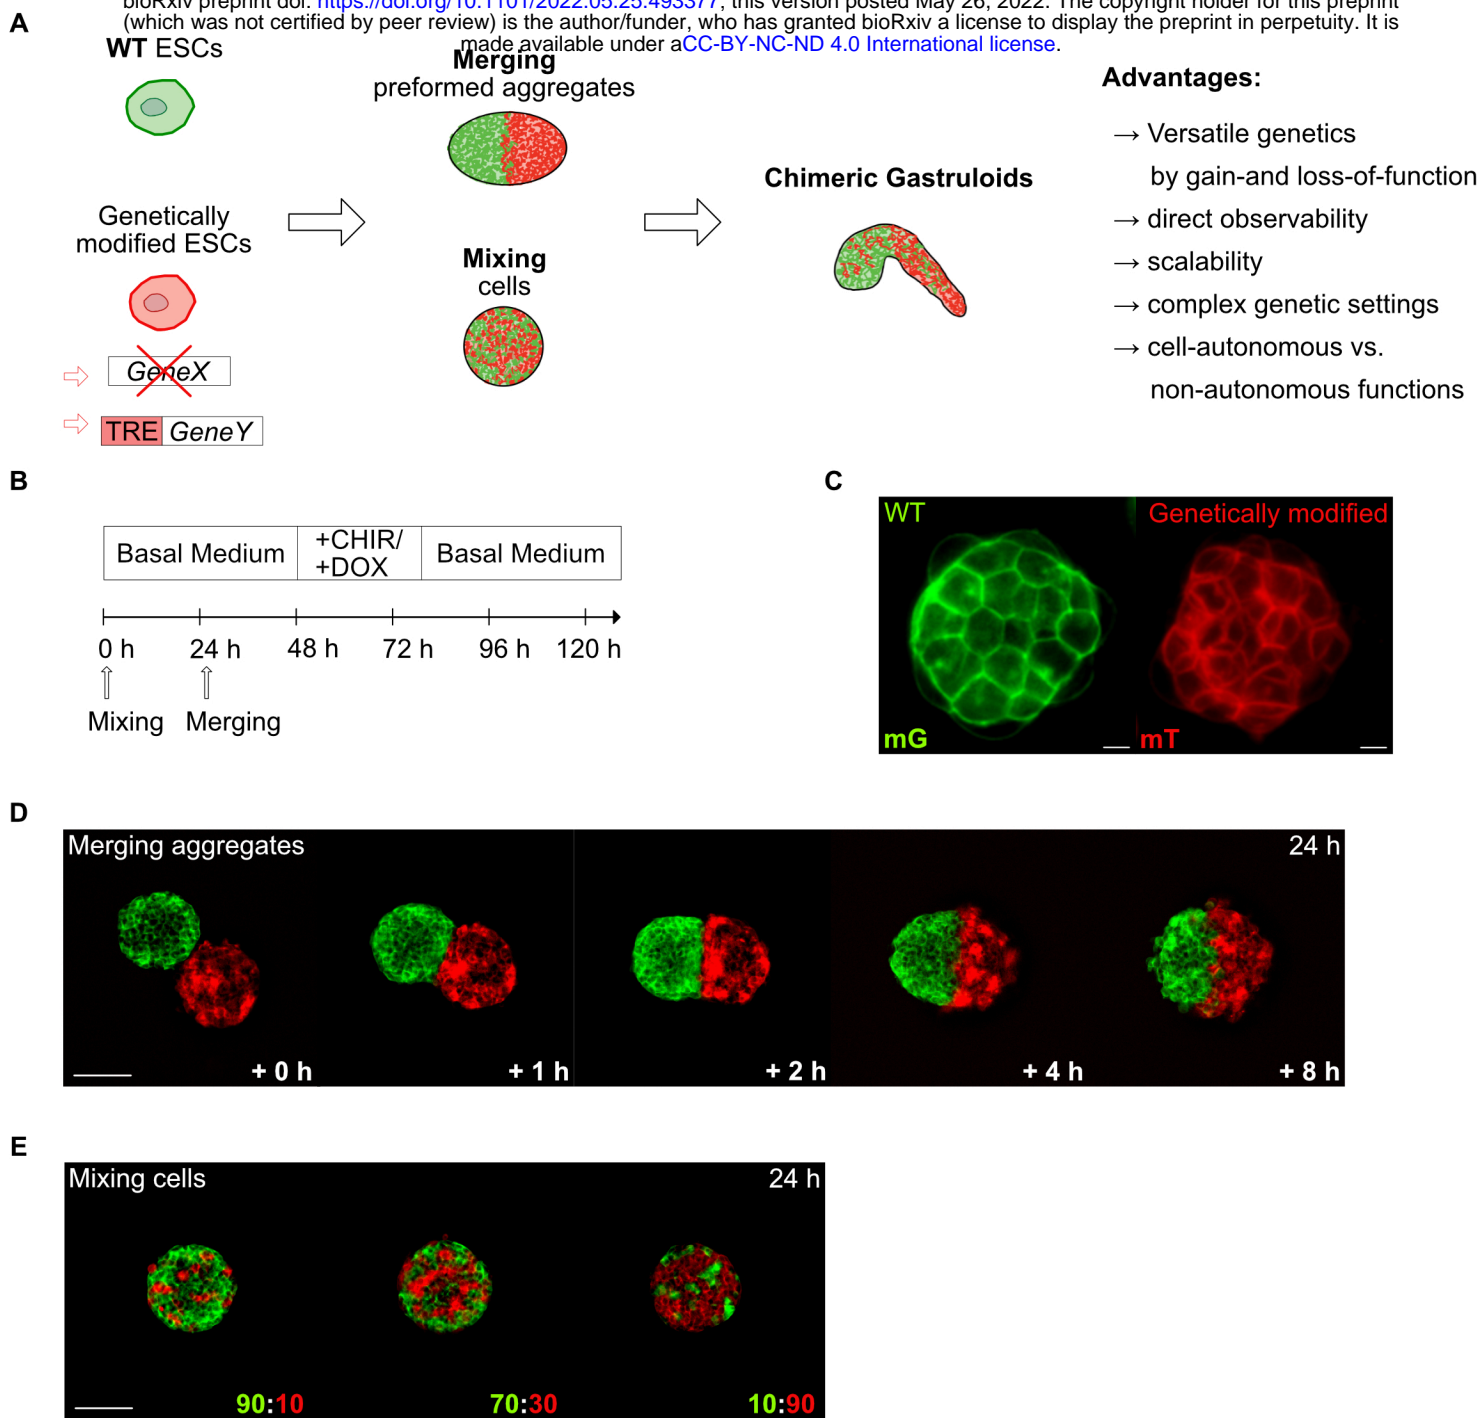 bioRxiv preprint doi: https://doi.org/10.1101/2022.05.25.493377; this version posted May 26, 2022. The copyright holder for this preprint
(which was not certified by peer review) is the author/funder, who has granted bioRxiv a license to display the preprint in perpetuity. It is
made available under aCC-BY-NC-ND 4.0 International license.
A
WT ESCs
Genetically
modified ESCs
GeneX
TRE GeneY
Merging
preformed aggregates
Mixing
cells
Chimeric Gastruloids
Advantages:
→ Versatile genetics
by gain-and loss-of-function
→ direct observability
→ scalability
→ complex genetic settings
→ cell-autonomous vs.
non-autonomous functions
B
Basal Medium
+CHIR/
+DOX
Basal Medium
0 h 24 h 48 h 72 h 96 h 120 h
Mixing Merging
C
WT Genetically modified
mG mT
D
Merging aggregates 24 h
+ 0 h + 1 h + 2 h + 4 h + 8 h
E
Mixing cells 24 h
90:10 70:30 10:90